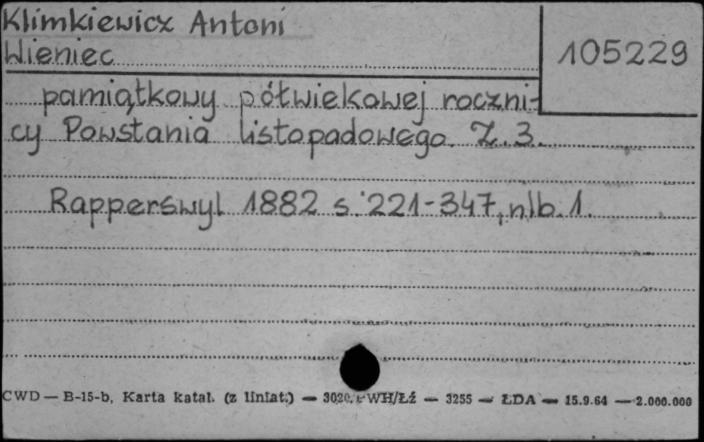 Klimkiewicz Antoni
Wieniec
105229
pamiątkowy półwiekowej roczni-
cy Powstania listopadowego. Z.3.
Rapperswyl 1882 s. 221-347, nlb. 1.
CWD — B-15-b, Karta katal. (z liniat.) — 3020. PWH/Łź — 3255 — ŁDA — 15.9.64 — 2.000.000